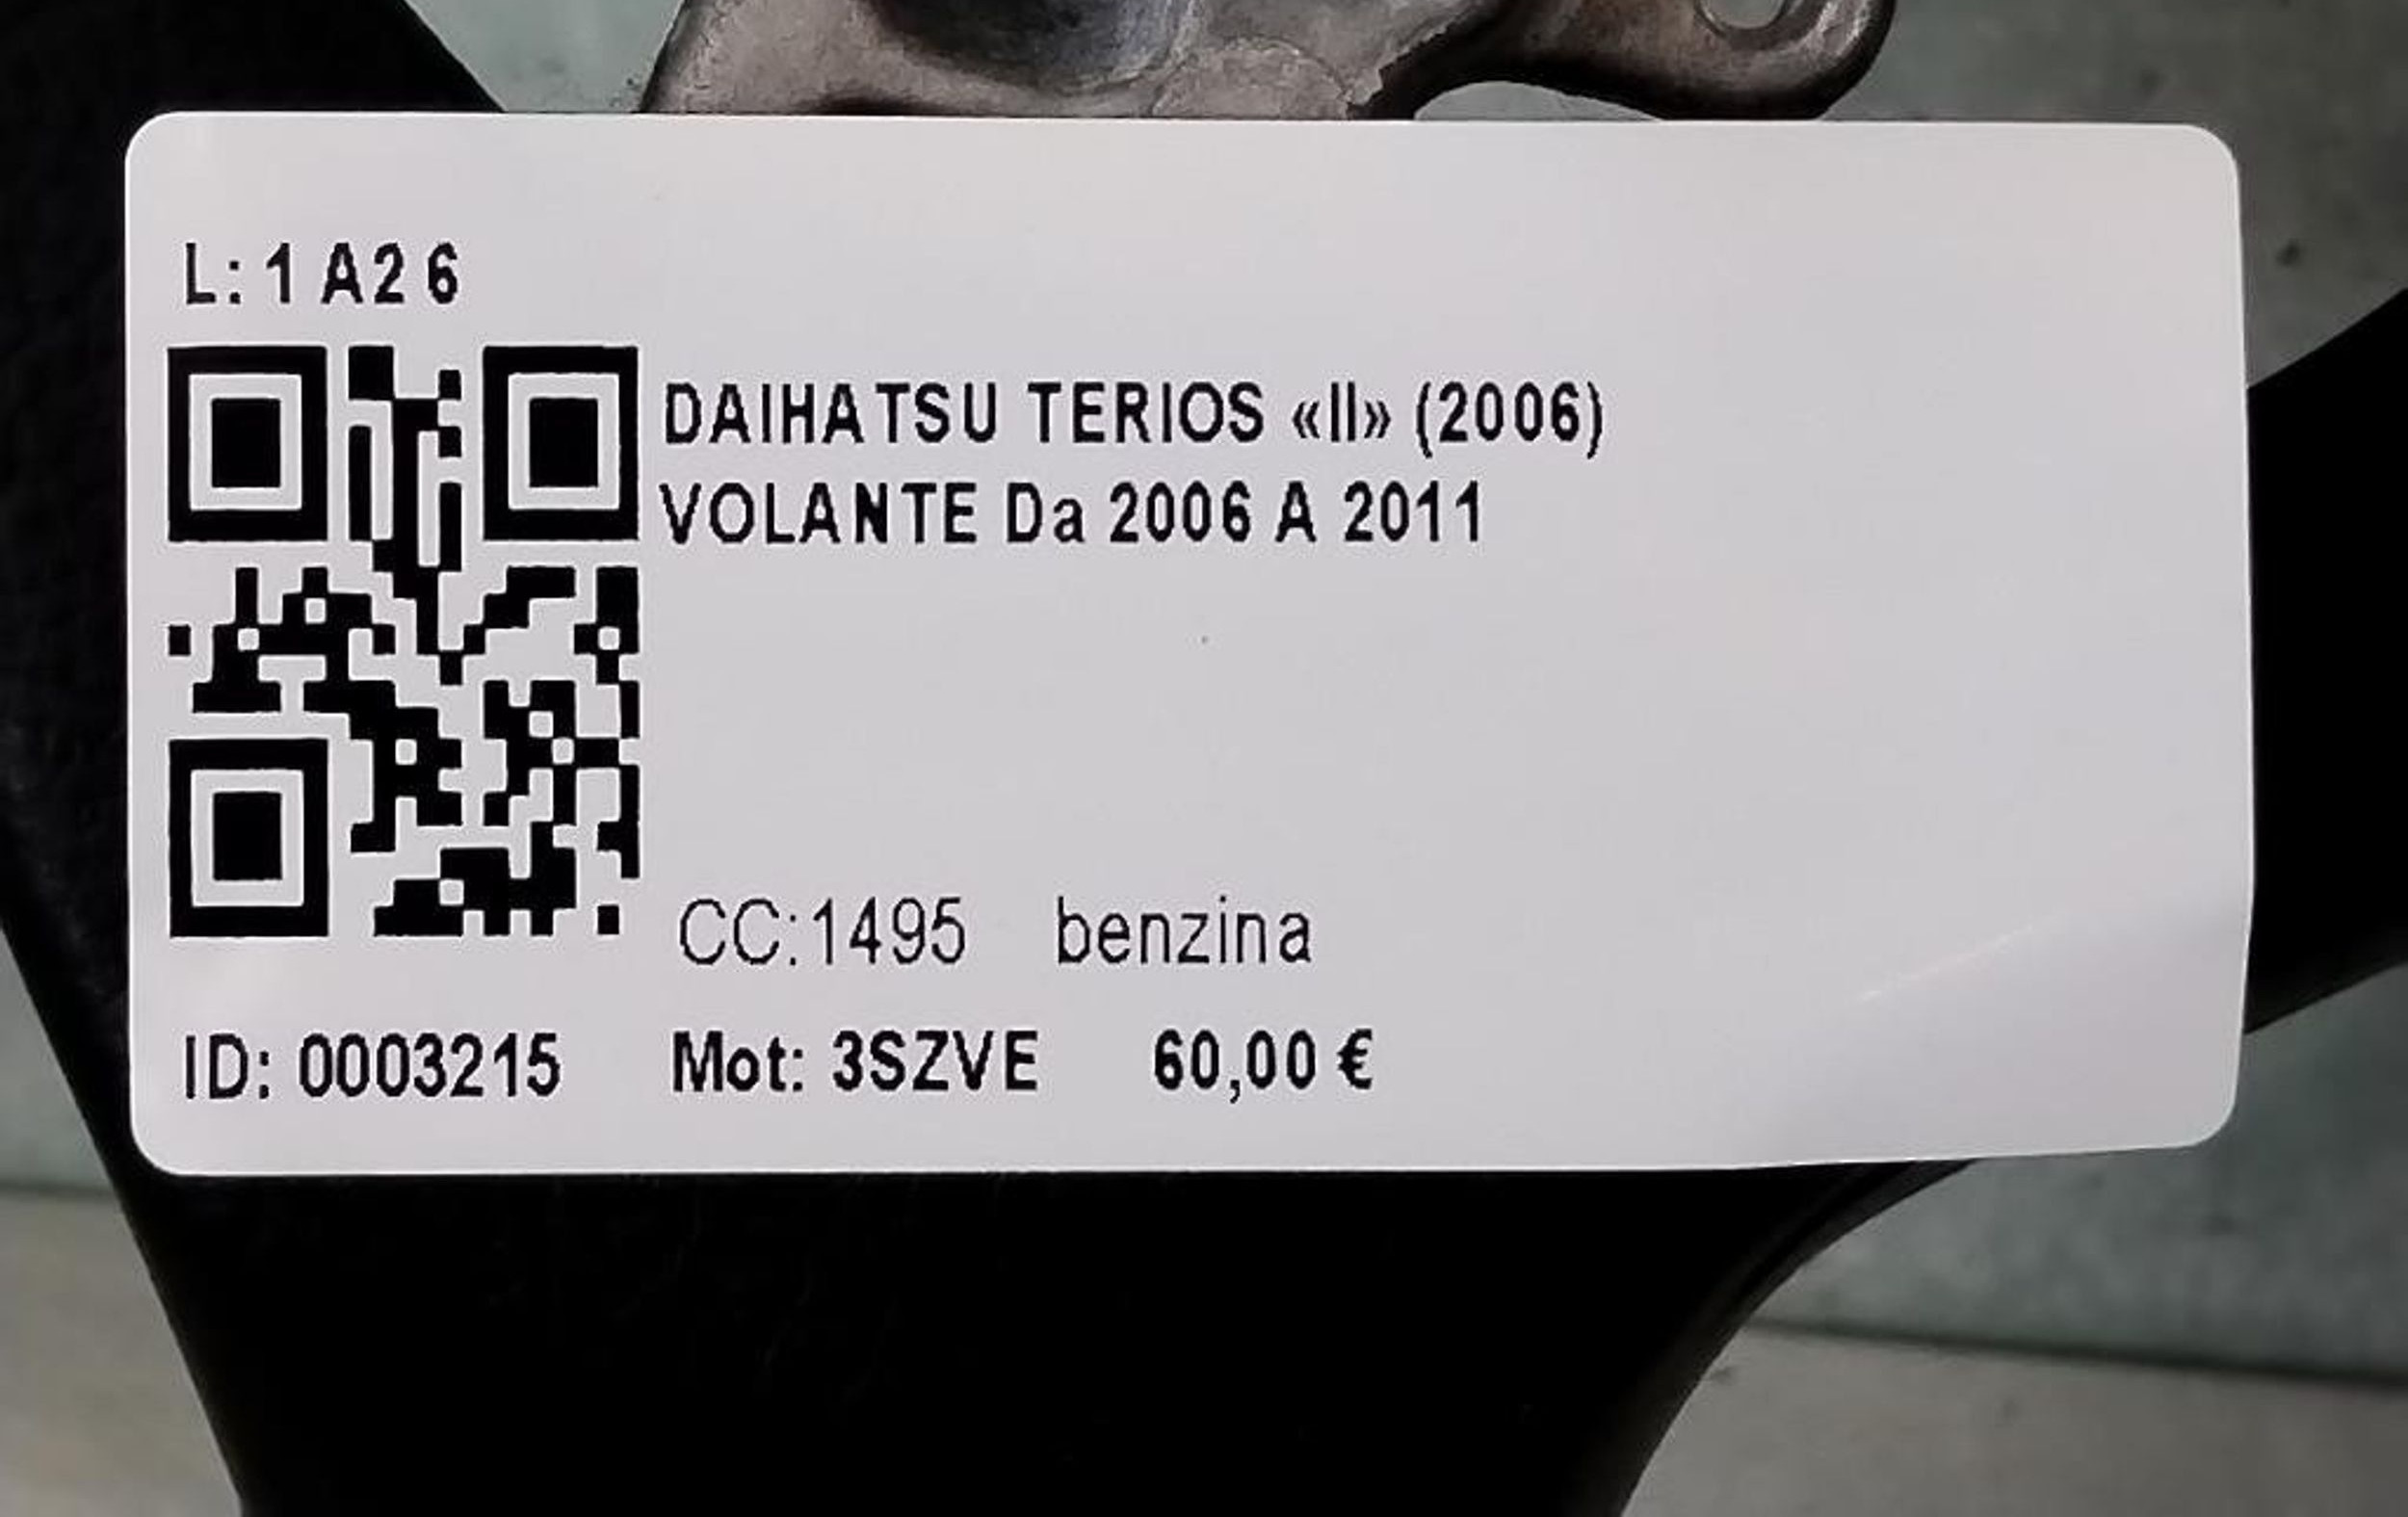 L: 1 A2 6
DAIHATSU TERIOS «II» (2006)
VOLANTE Da 2006 A 2011
CC:1495 benzina
ID: 0003215 Mot: 3SZVE 60,00 €